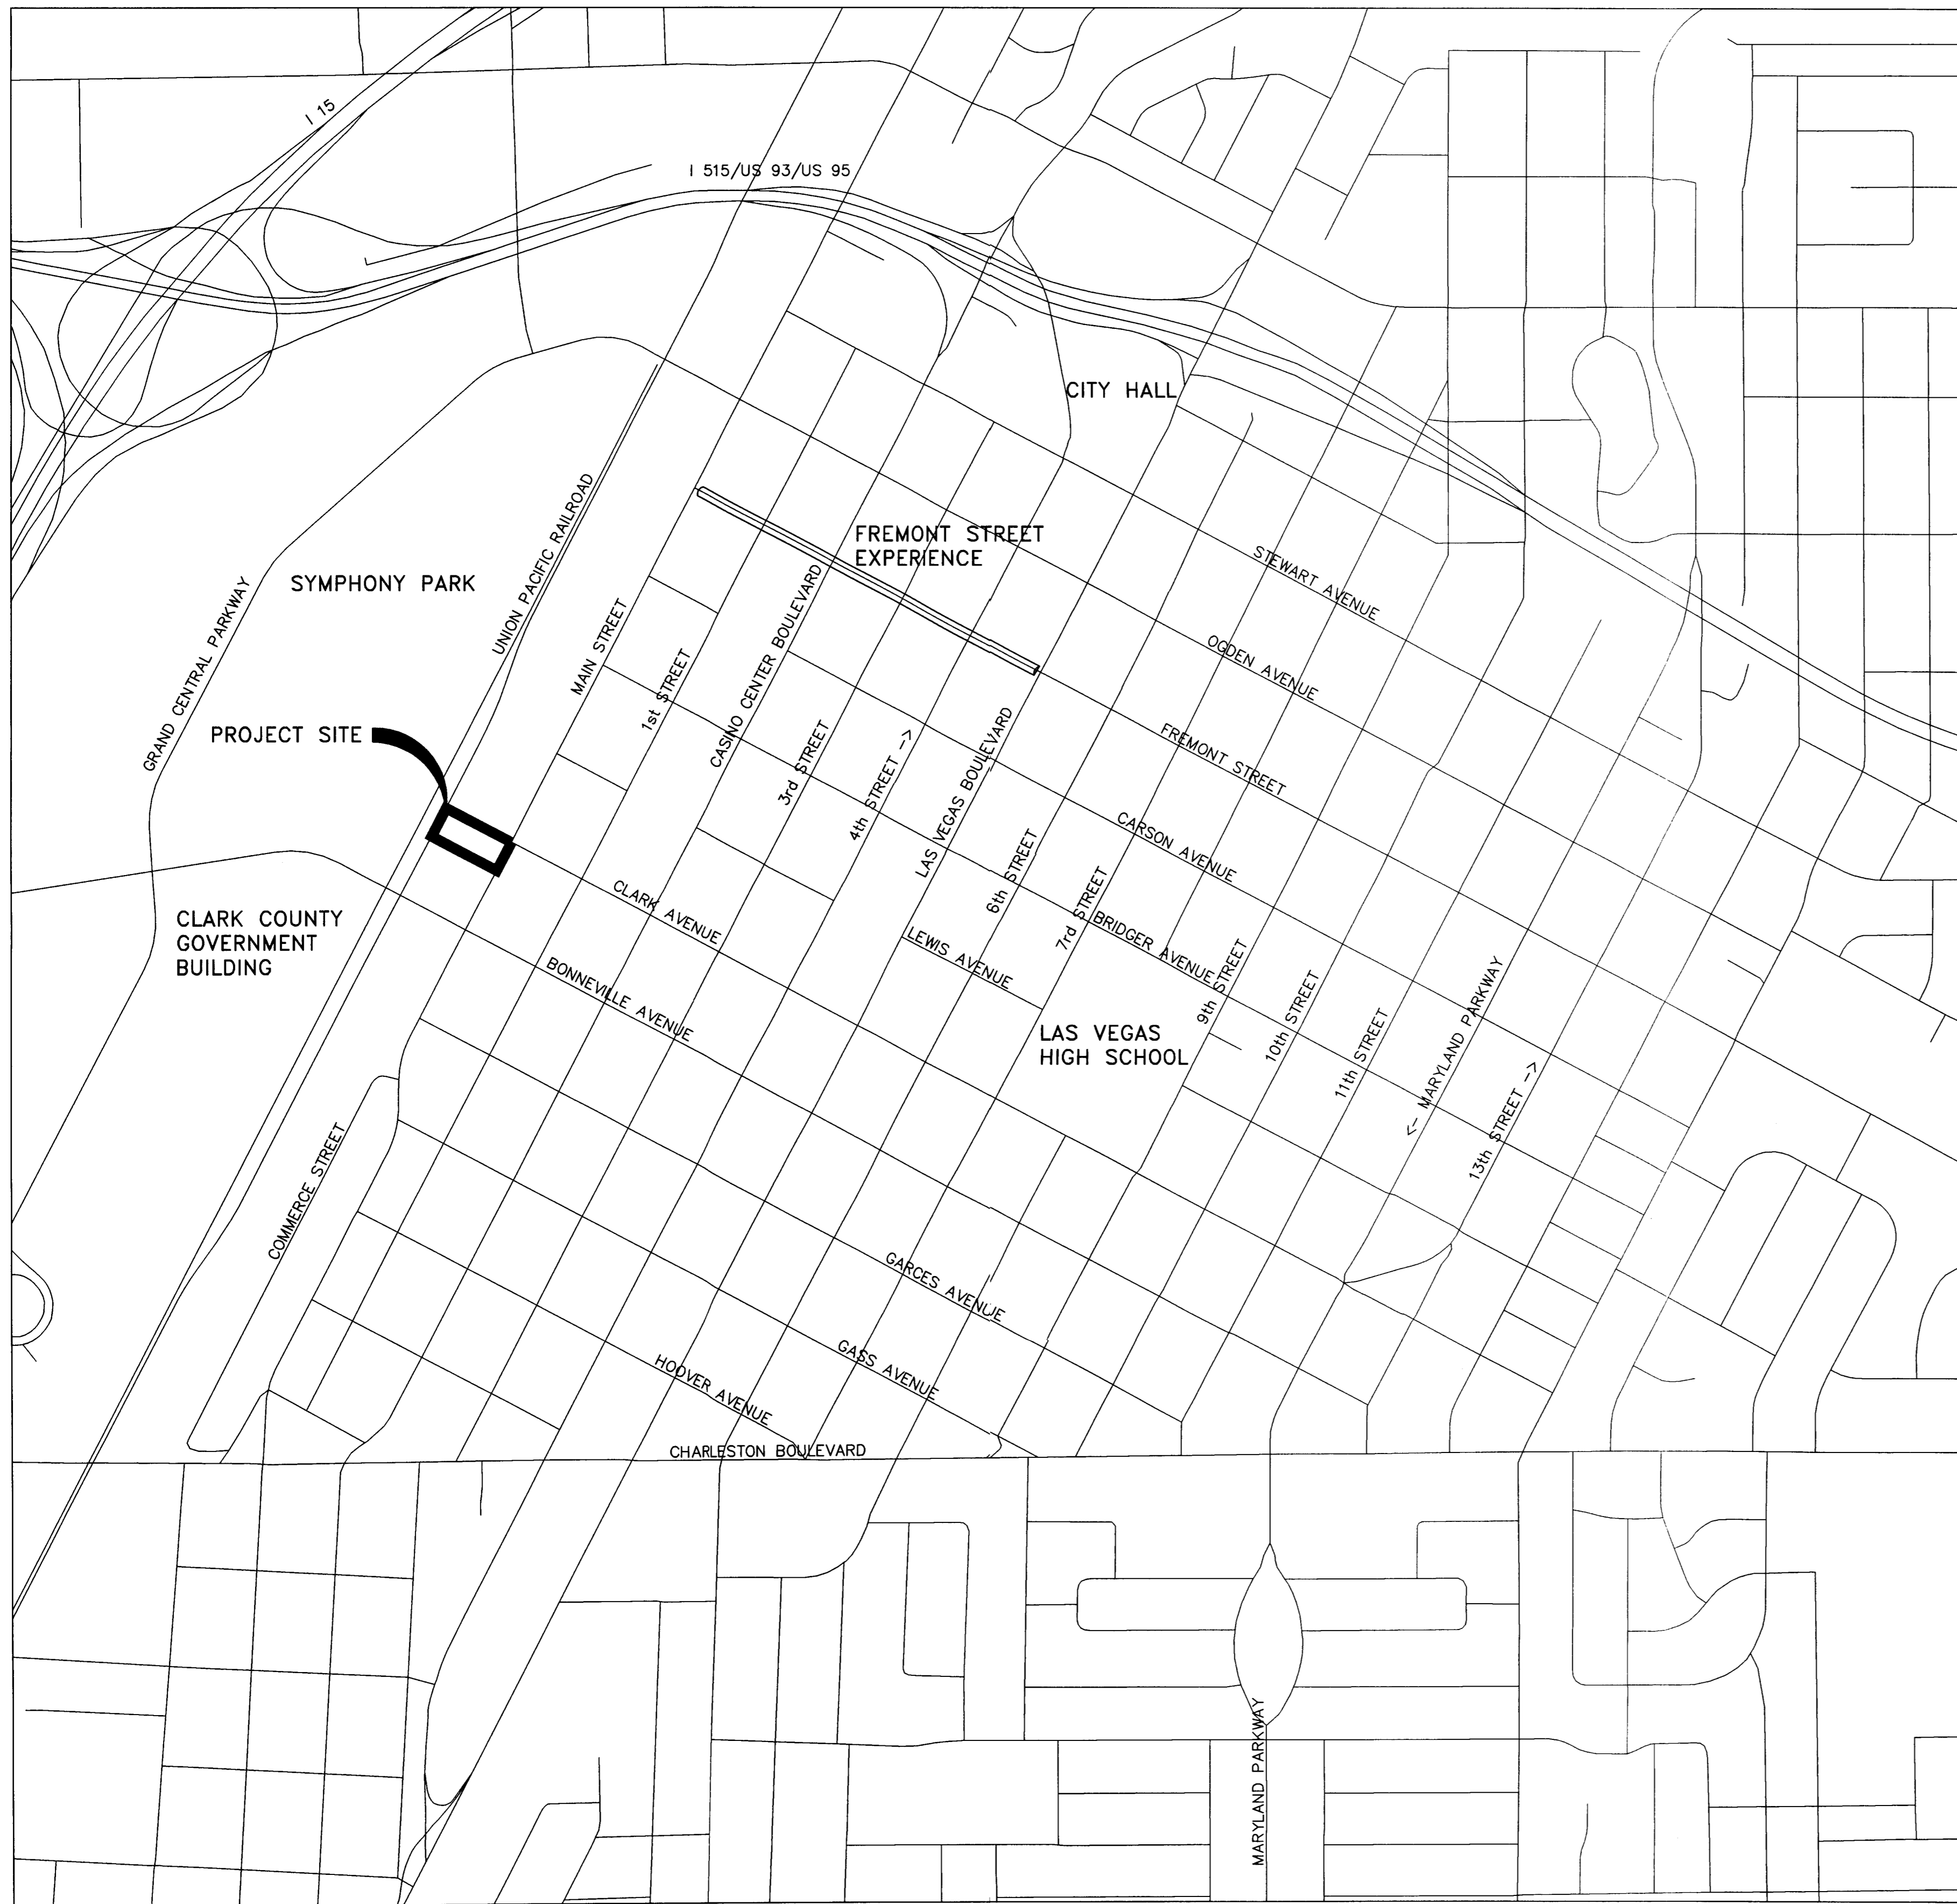 I 15
I 515/US 93/US 95
CITY HALL
FREMONT STREET
EXPERIENCE
SYMPHONY PARK
UNION PACIFIC RAILROAD
GRAND CENTRAL PARKWAY
MAIN STREET
1st STREET
CASINO CENTER BOULEVARD
3rd STREET
4th STREET -->
LAS VEGAS BOULEVARD
STEWART AVENUE
OGDEN AVENUE
FREMONT STREET
CARSON AVENUE
PROJECT SITE
6th STREET
7rd STREET
BRIDGER AVENUE
9th STREET
10th STREET
11th STREET
<-- MARYLAND PARKWAY
13th STREET -->
CLARK AVENUE
LEWIS AVENUE
BONNEVILLE AVENUE
CLARK COUNTY
GOVERNMENT
BUILDING
LAS VEGAS
HIGH SCHOOL
COMMERCE STREET
GARCES AVENUE
GASS AVENUE
HOOVER AVENUE
CHARLESTON BOULEVARD
MARYLAND PARKWAY